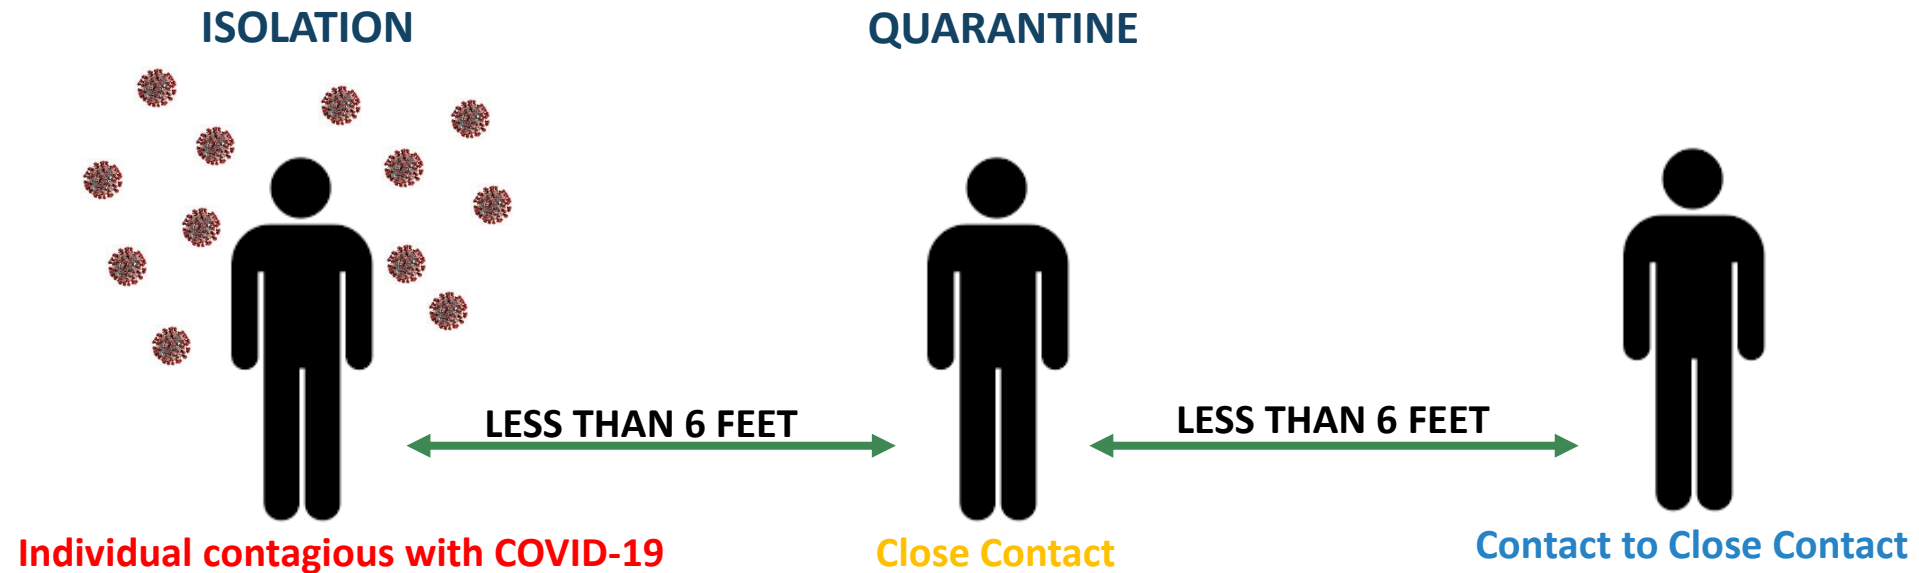 ISOLATION
QUARANTINE
LESS THAN 6 FEET
LESS THAN 6 FEET
Individual contagious with COVID-19
Close Contact
Contact to Close Contact